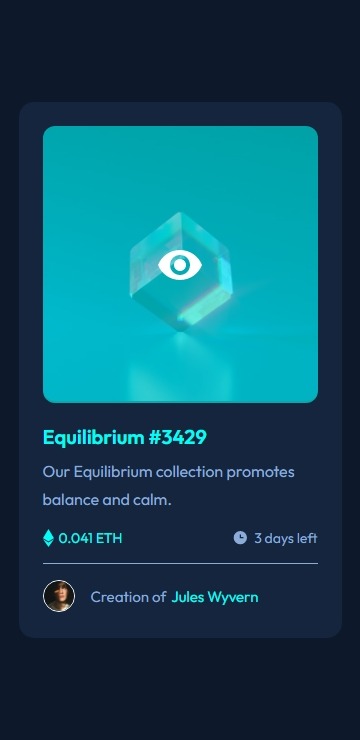 Equilibrium #3429
Our Equilibrium collection promotes
balance and calm.
0.041 ETH
3 days left
Creation of Jules Wyvern